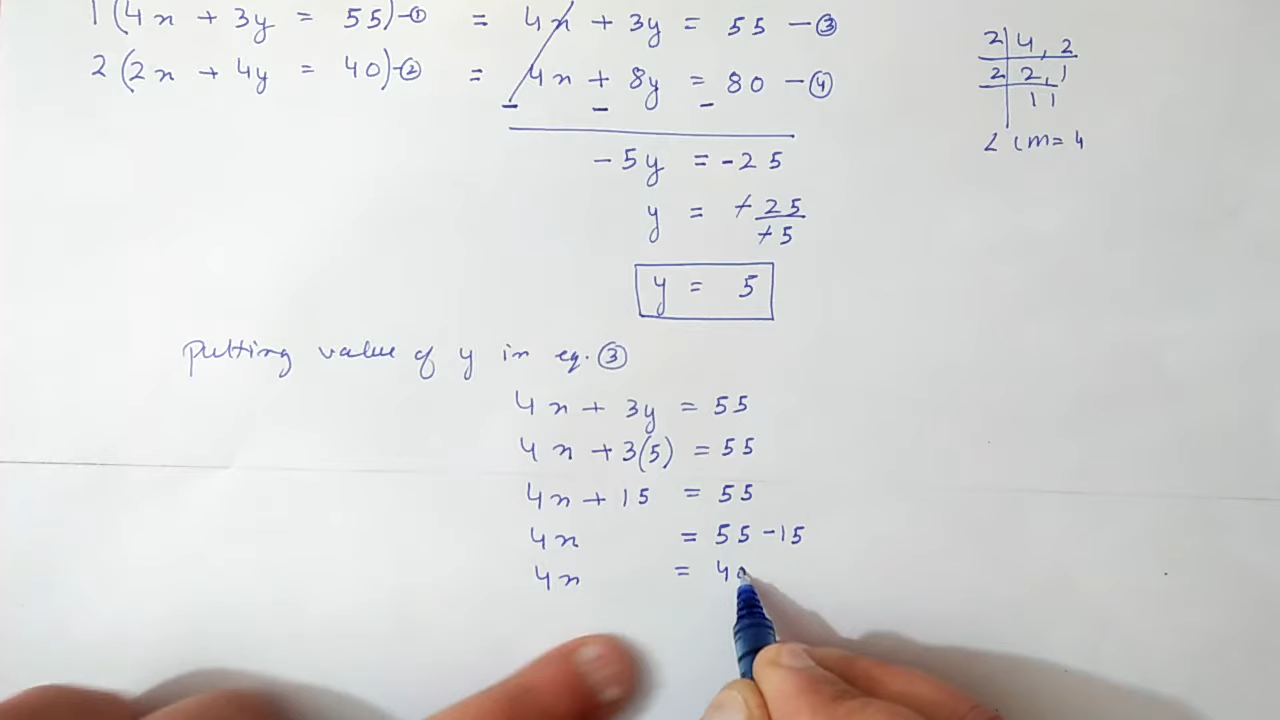 1(4x + 3y = 55)-① = 4x + 3y = 55 - ③
2(2x + 4y = 40)-② = 4x + 8y = 80 - ④
- - -
-5y = -25
y = +25/+5
y = 5
putting value of y in eq. ③
4x + 3y = 55
4x + 3(5) = 55
4x + 15 = 55
4x = 55 - 15
4x = 40
2 4, 2
2 2, 1
1 1
LCM = 4